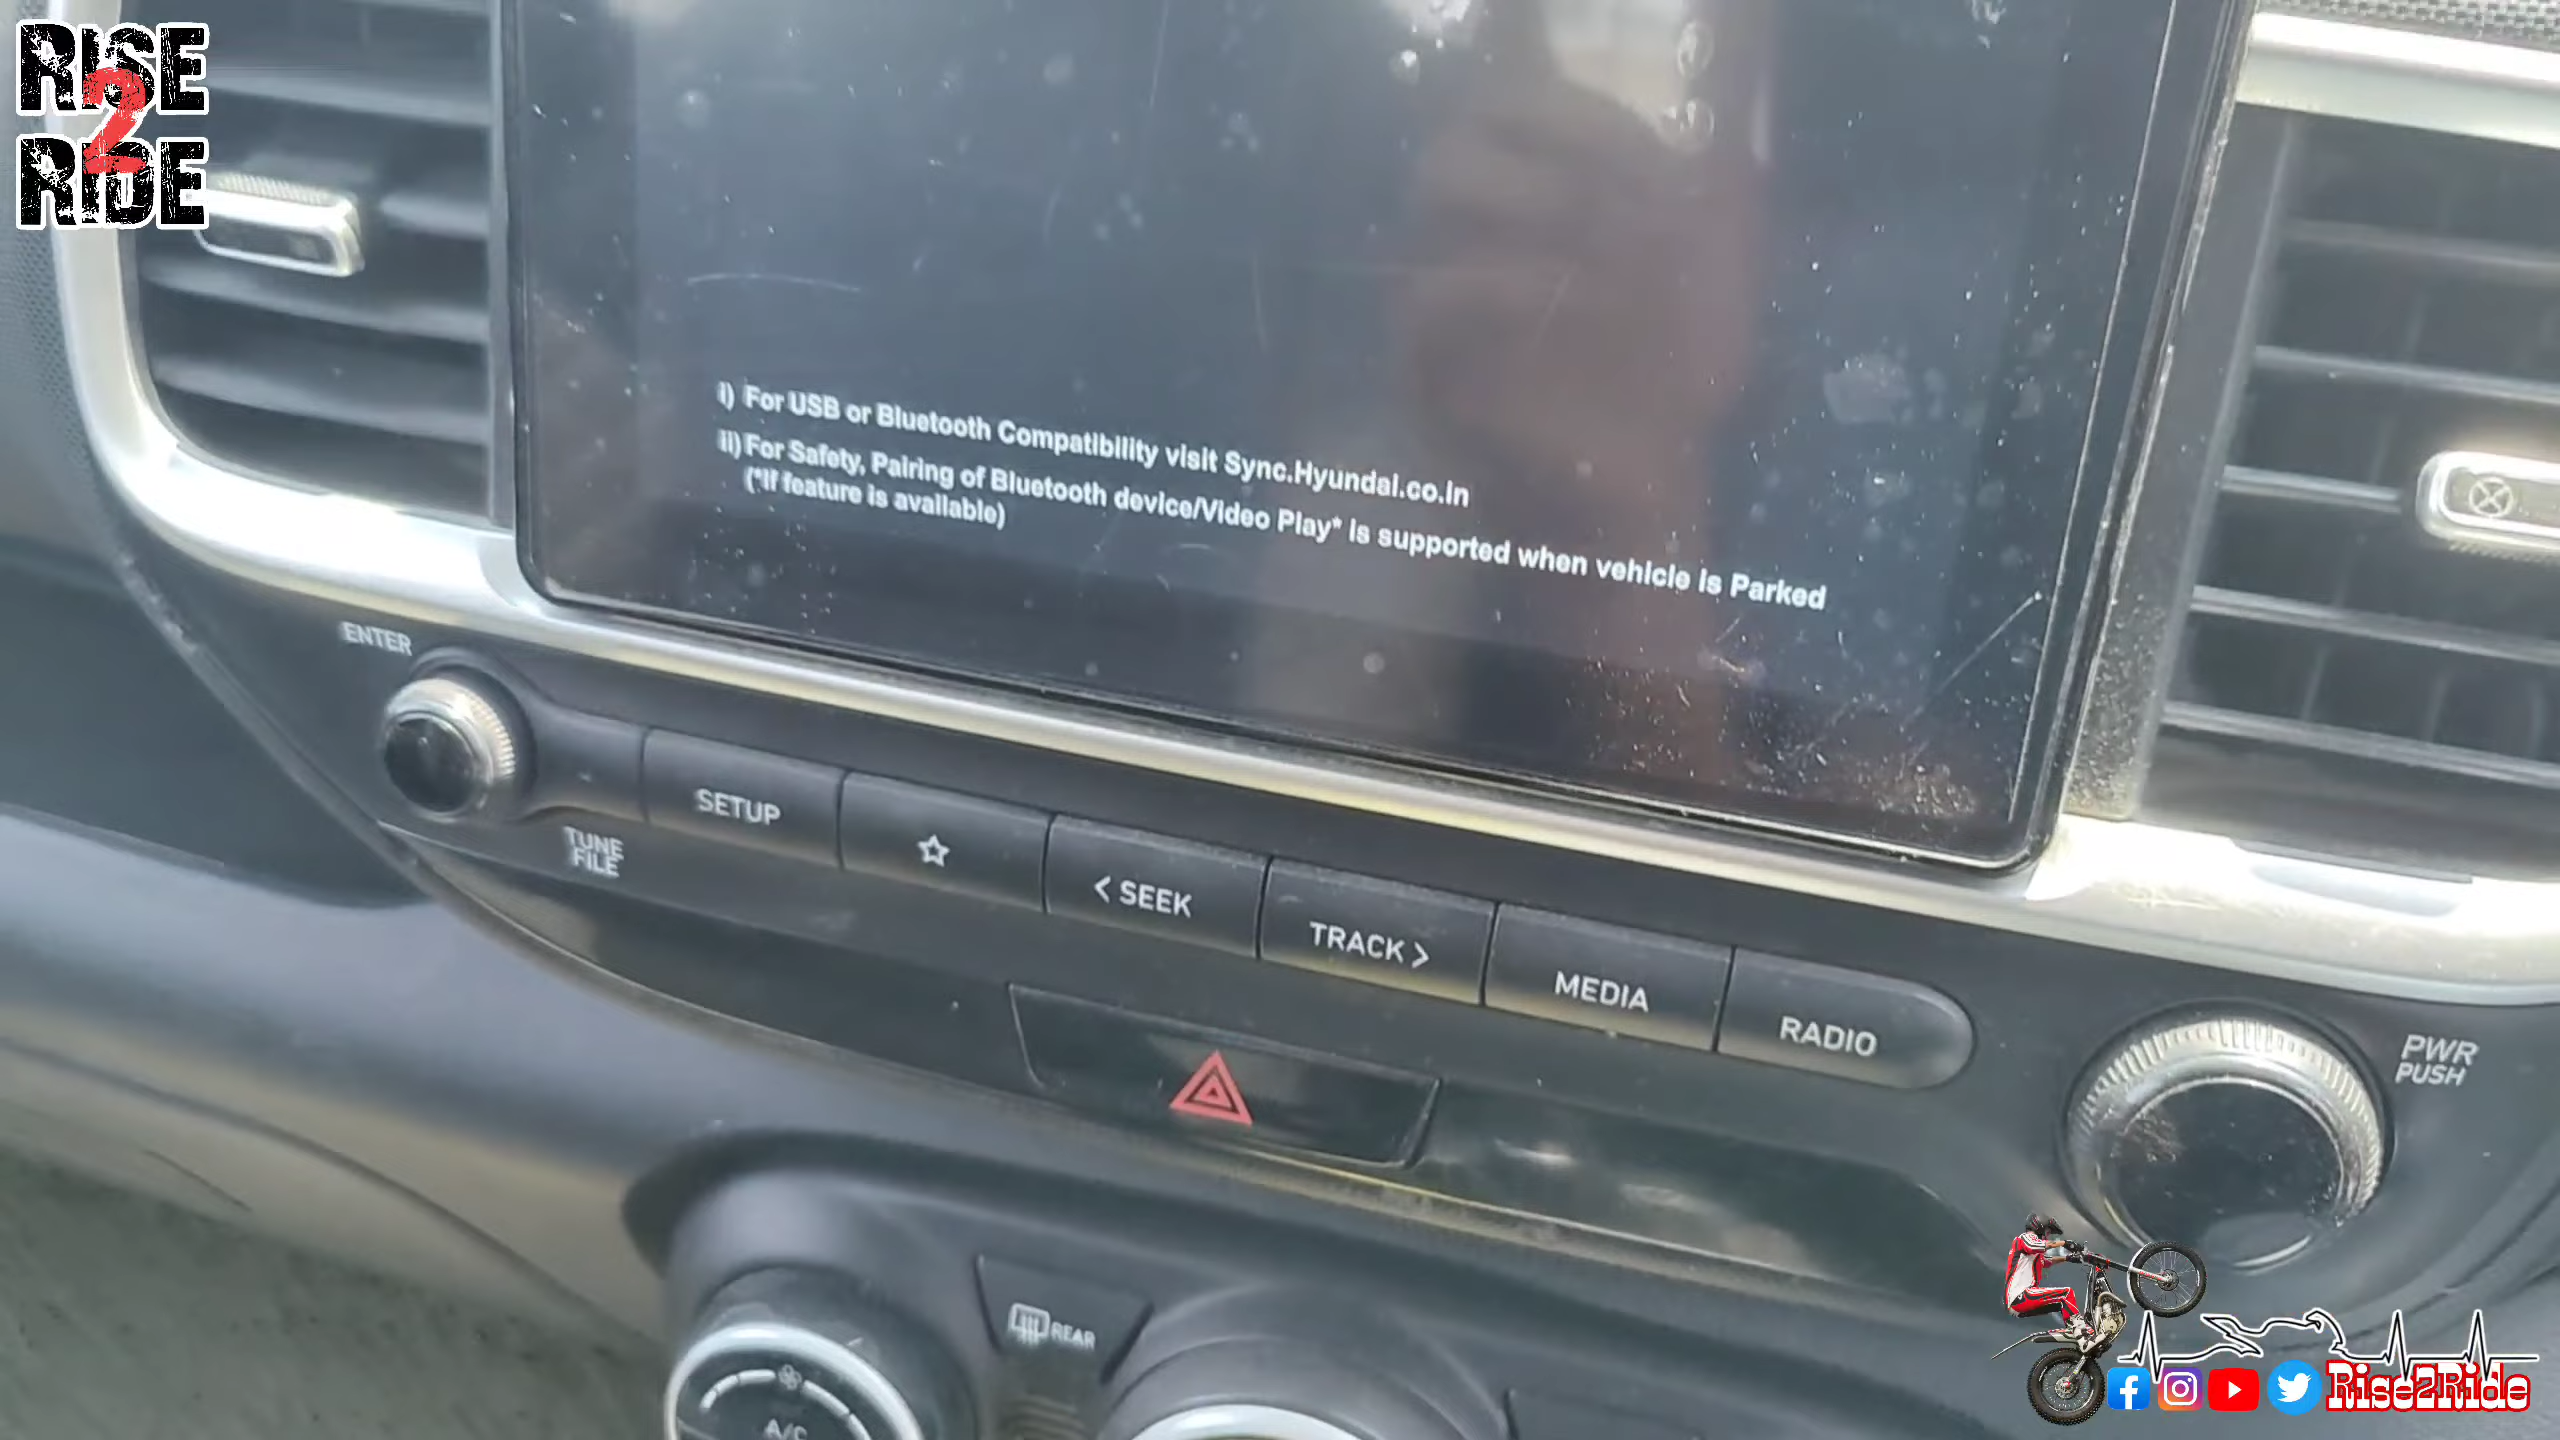 RISE
2
RIDE
i) For USB or Bluetooth Compatibility visit Sync.Hyundai.co.in
ii) For Safety, Pairing of Bluetooth device/Video Play* is supported when vehicle is Parked
(*If feature is available)
ENTER
TUNE
FILE
SETUP
< SEEK
TRACK >
MEDIA
RADIO
PWR
PUSH
REAR
A/C
Rise2Ride